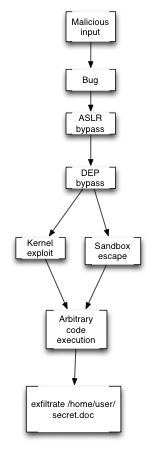 Malicious
input
Bug
ASLR
bypass
DEP
bypass
Kernel
exploit
Sandbox
escape
Arbitrary
code
execution
exfiltrate /home/user/
secret.doc